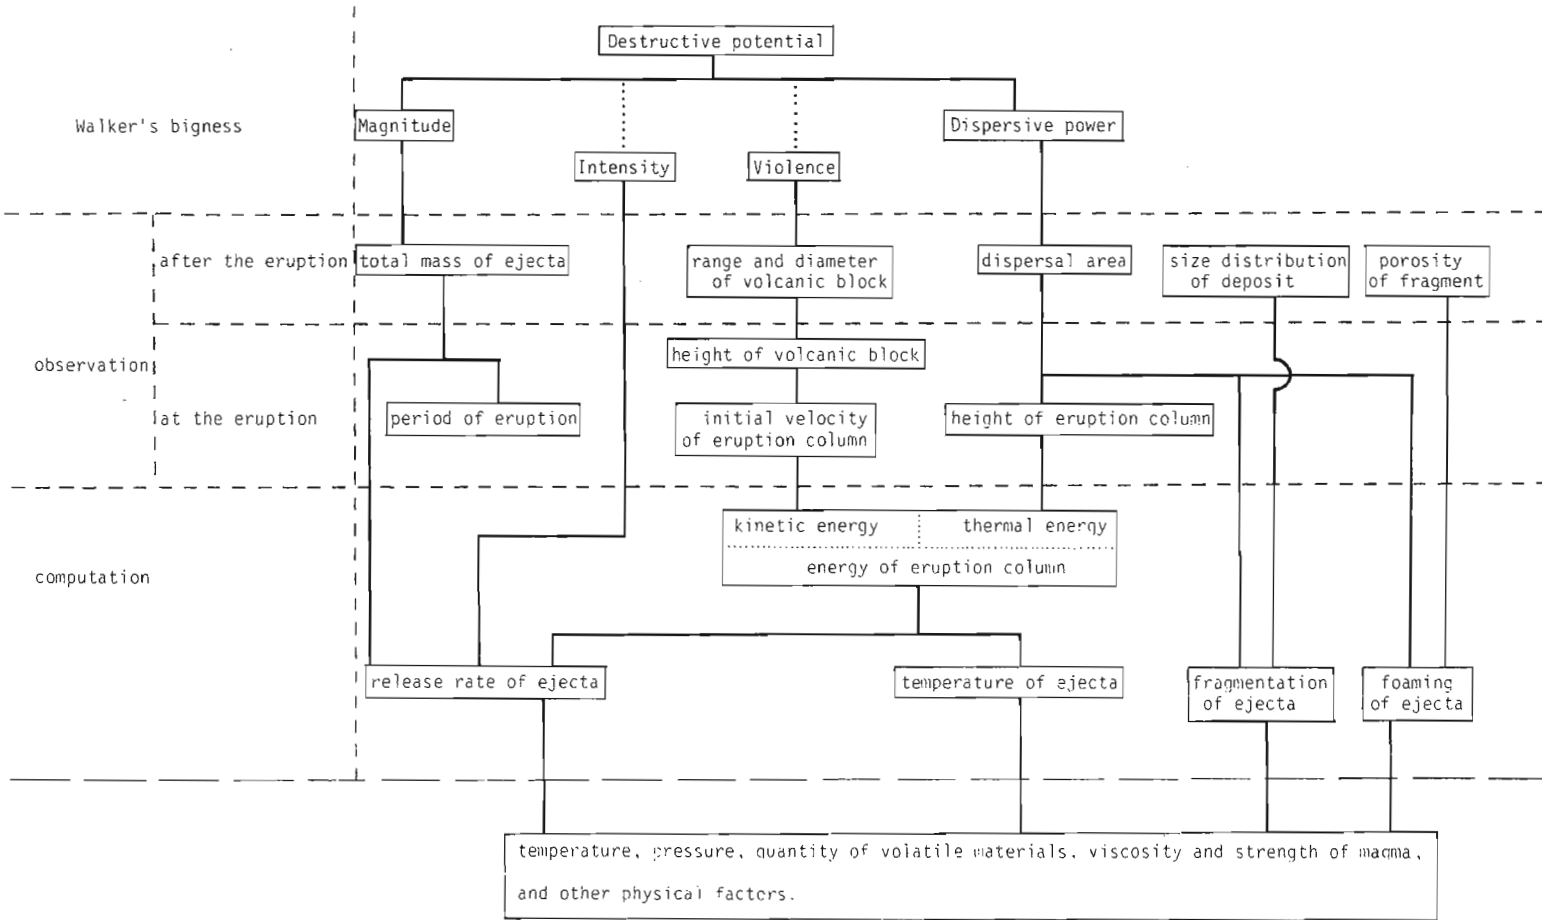 Destructive potential
Walker's bigness
Magnitude
Dispersive power
Intensity
Violence
after the eruption
total mass of ejecta
range and diameter
of volcanic block
dispersal area
size distribution
of deposit
porosity
of fragment
observation
height of volcanic block
at the eruption
period of eruption
initial velocity
of eruption column
height of eruption column
kinetic energy
thermal energy
energy of eruption column
computation
release rate of ejecta
temperature of ejecta
fragmentation
of ejecta
foaming
of ejecta
temperature, pressure, quantity of volatile materials, viscosity and strength of magma,
and other physical factors.